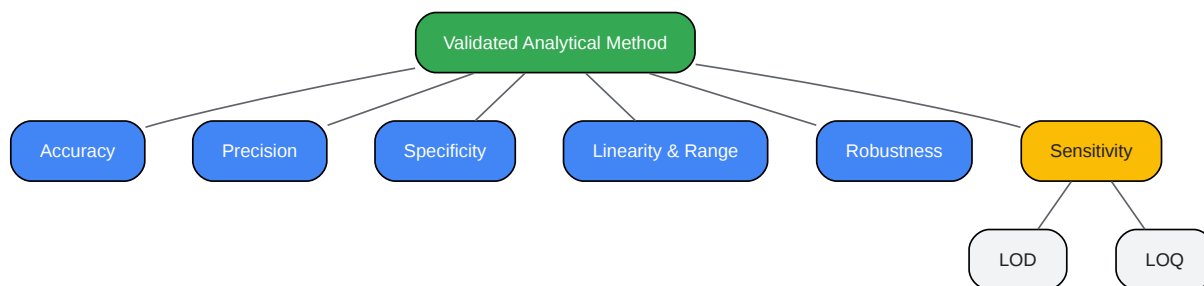 Validated Analytical Method
Accuracy
Precision
Specificity
Linearity & Range
Robustness
Sensitivity
LOD
LOQ